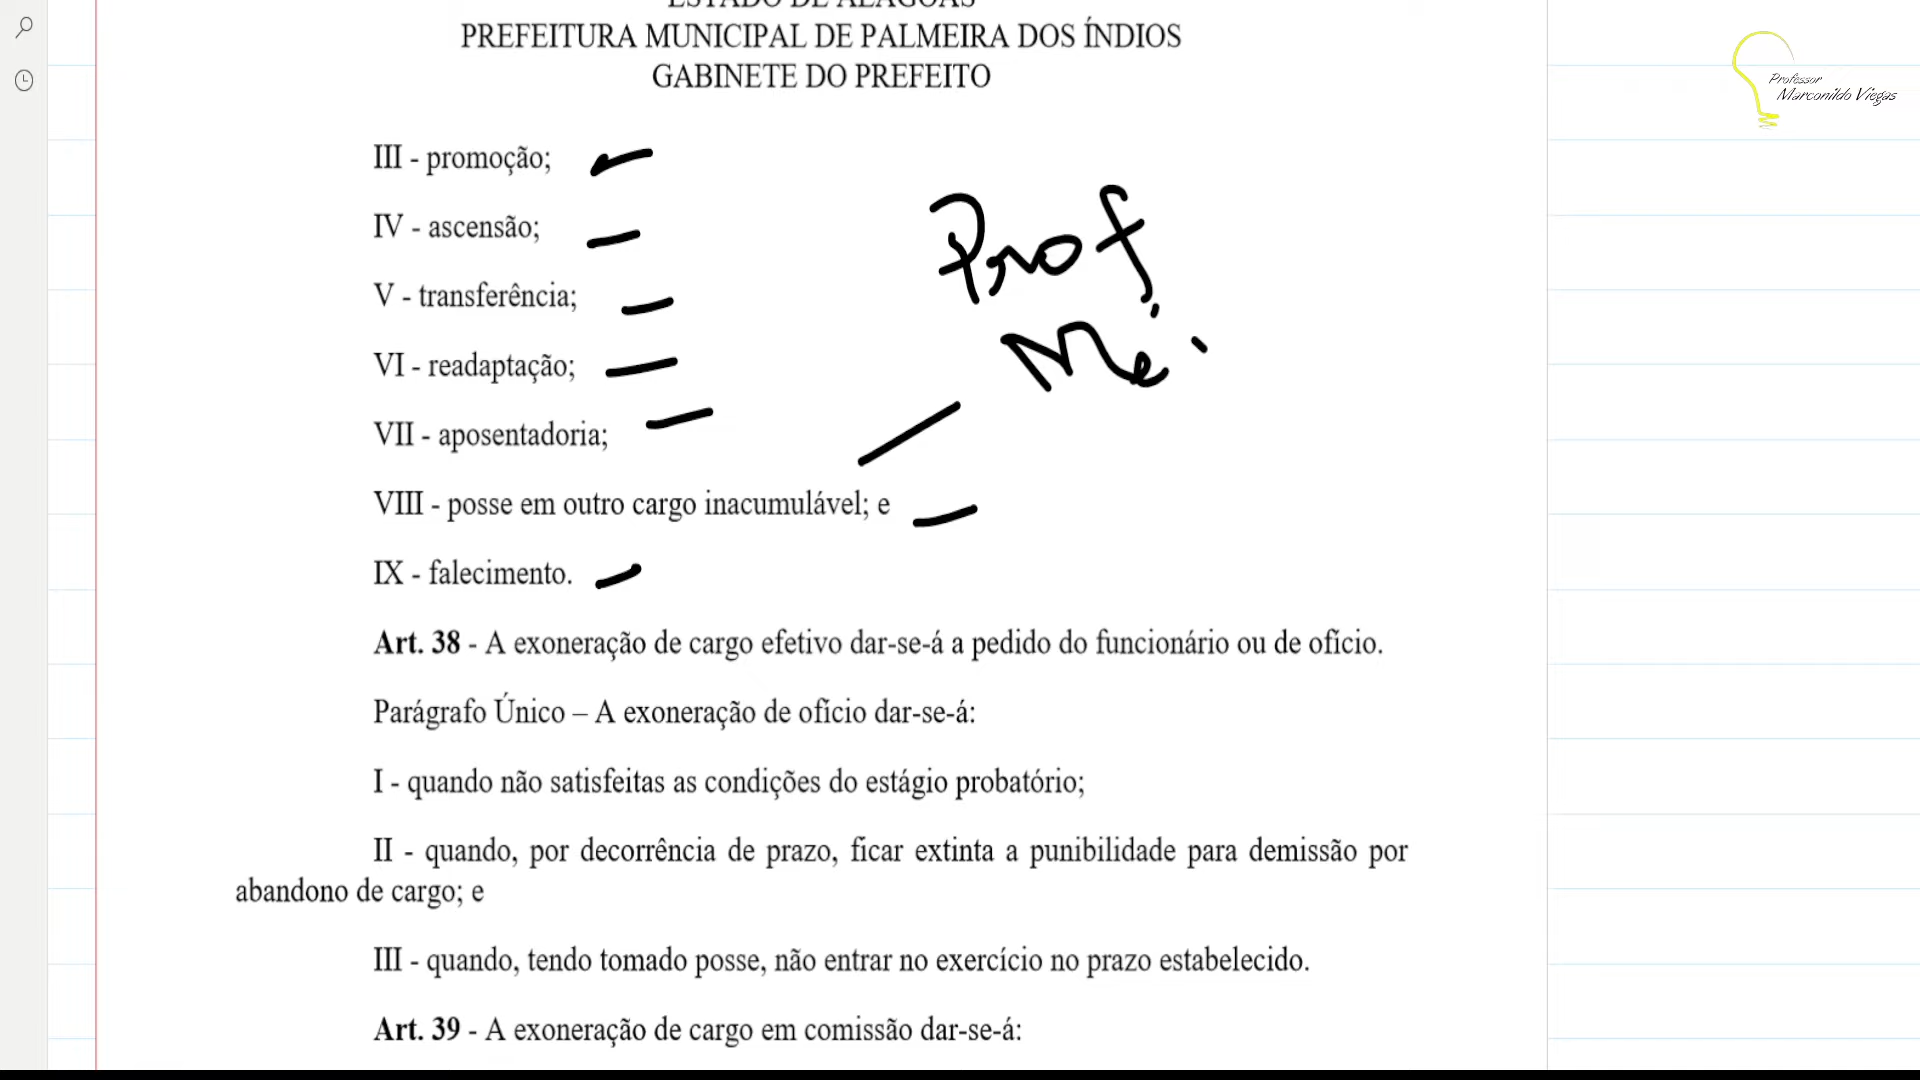 ESTADO DE ALAGOAS
PREFEITURA MUNICIPAL DE PALMEIRA DOS ÍNDIOS
GABINETE DO PREFEITO
Professor
Marconildo Viegas
III - promoção;
IV - ascensão;
Prof
V - transferência;
Mé
VI - readaptação;
VII - aposentadoria;
VIII - posse em outro cargo inacumulável; e
IX - falecimento.
Art. 38 - A exoneração de cargo efetivo dar-se-á a pedido do funcionário ou de ofício.
Parágrafo Único – A exoneração de ofício dar-se-á:
I - quando não satisfeitas as condições do estágio probatório;
II - quando, por decorrência de prazo, ficar extinta a punibilidade para demissão por
abandono de cargo; e
III - quando, tendo tomado posse, não entrar no exercício no prazo estabelecido.
Art. 39 - A exoneração de cargo em comissão dar-se-á: